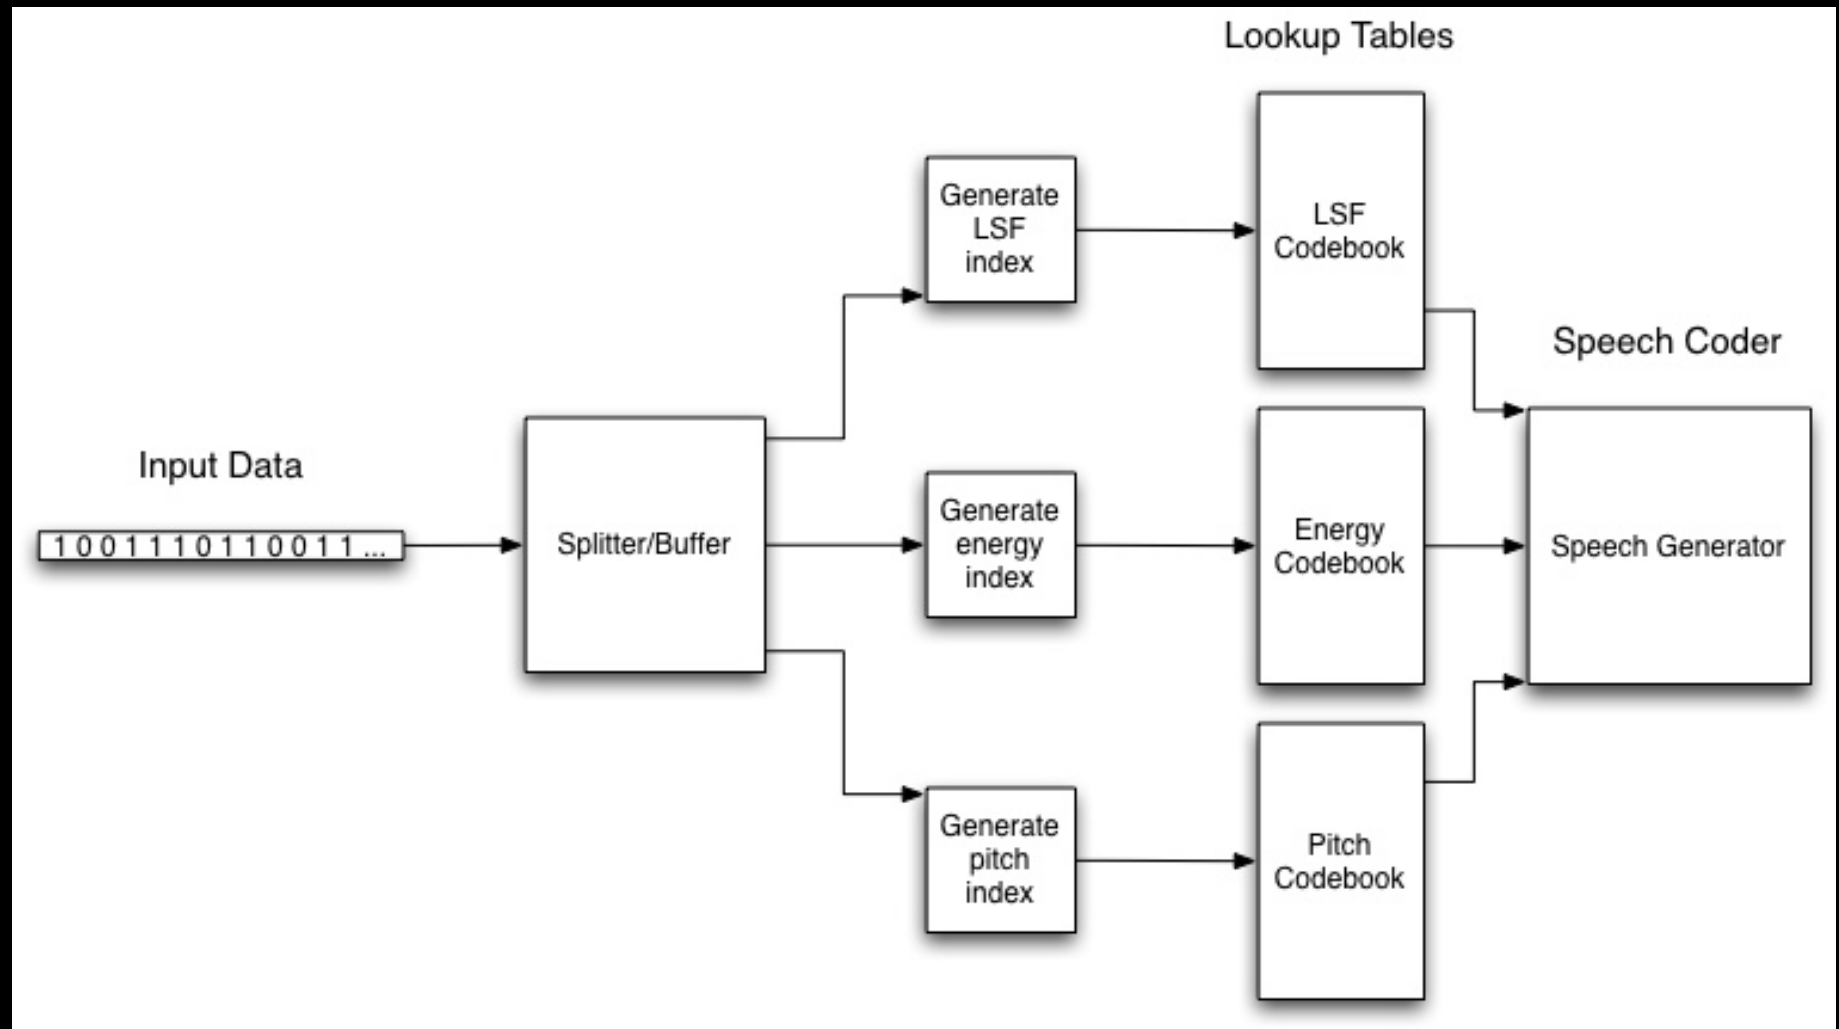 Lookup Tables
Generate
LSF
index
LSF
Codebook
Speech Coder
Input Data
1 0 0 1 1 1 0 1 1 0 0 1 1 ...
Splitter/Buffer
Generate
energy
index
Energy
Codebook
Speech Generator
Generate
pitch
index
Pitch
Codebook